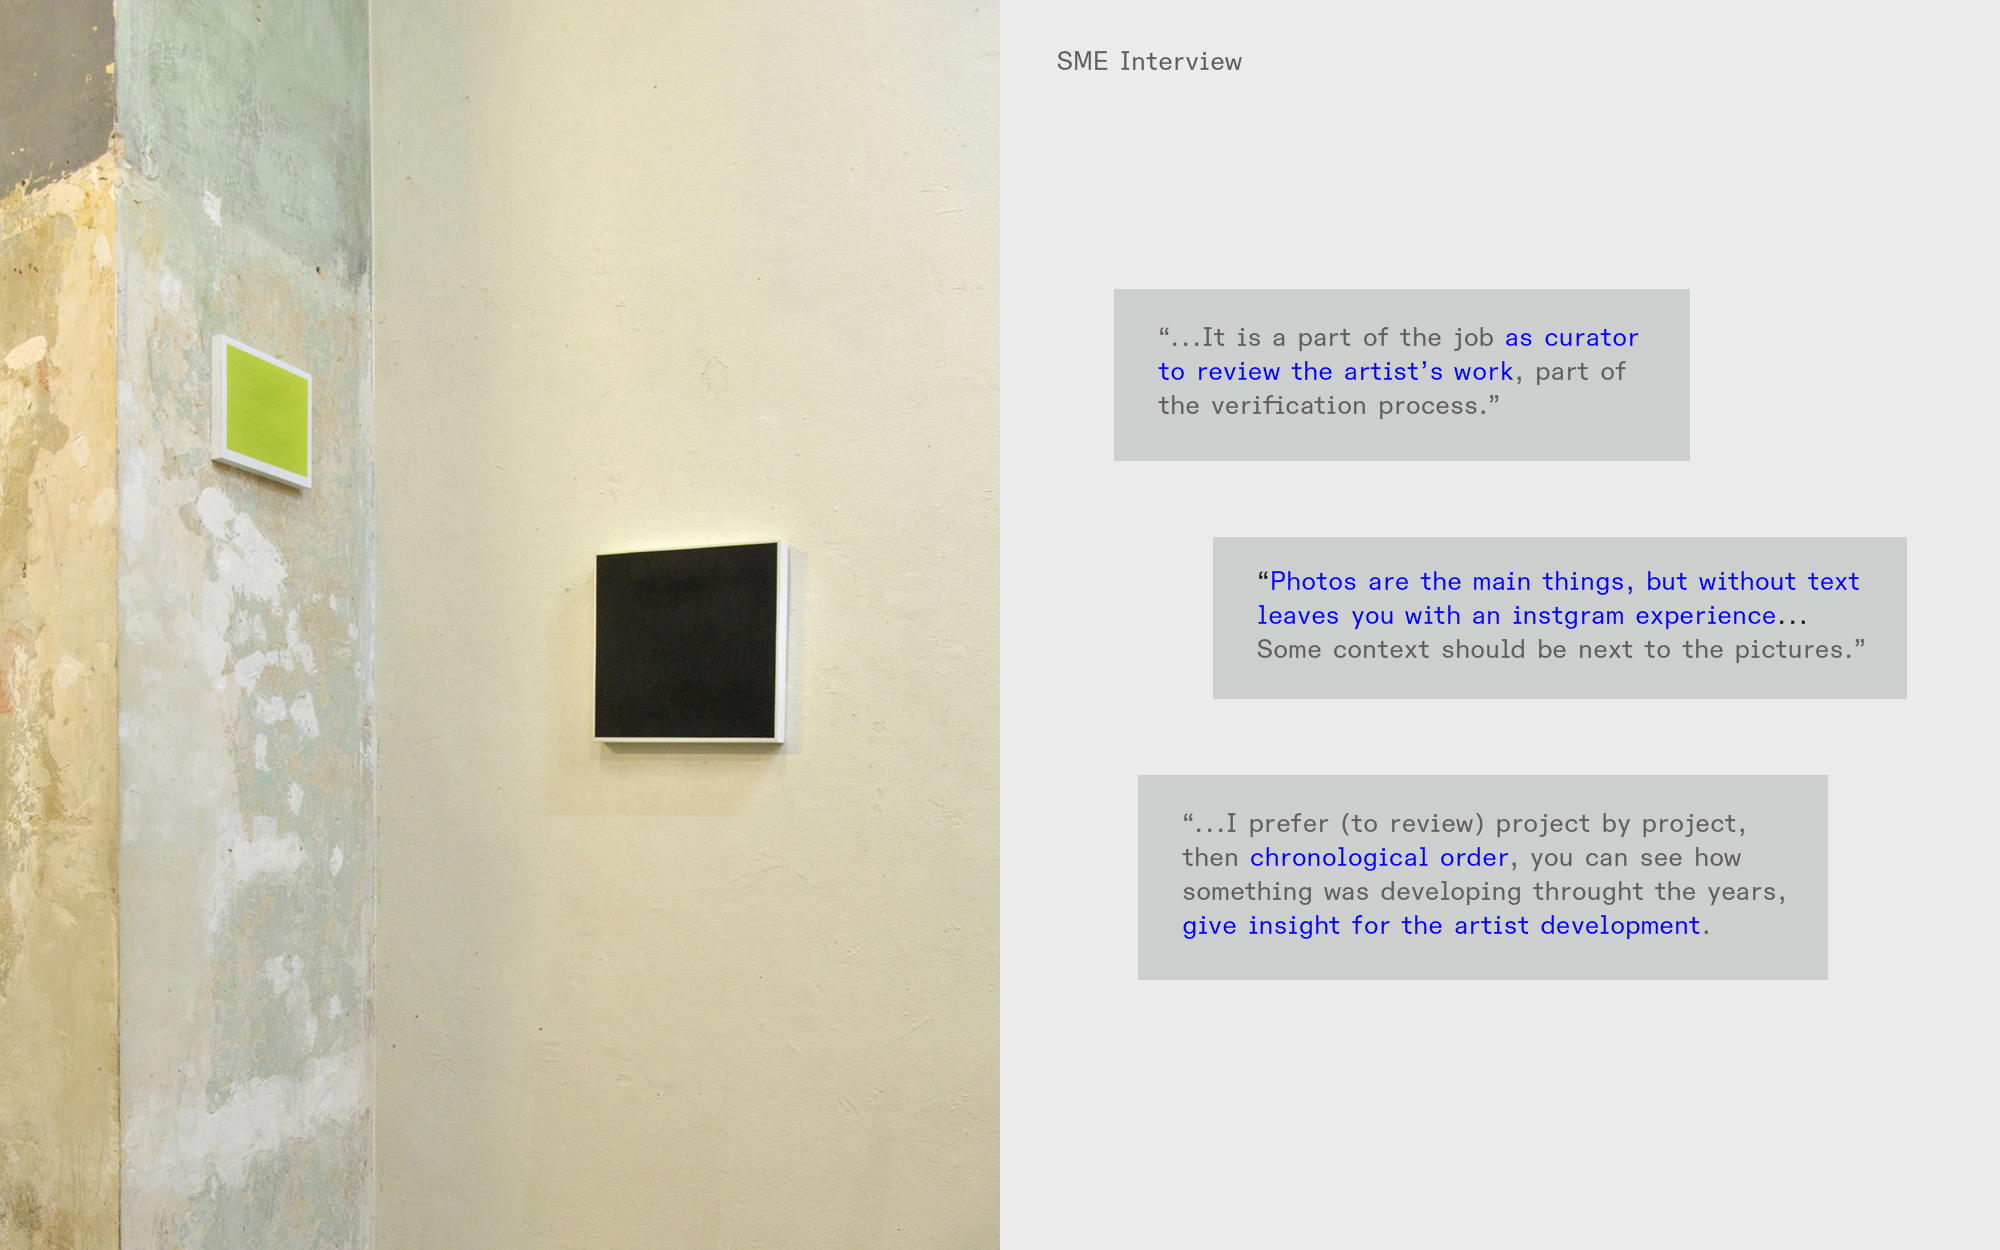 SME Interview
“...It is a part of the job as curator
to review the artist’s work, part of
the verification process.”
“Photos are the main things, but without text
leaves you with an instgram experience...
Some context should be next to the pictures.”
“...I prefer (to review) project by project,
then chronological order, you can see how
something was developing throught the years,
give insight for the artist development.